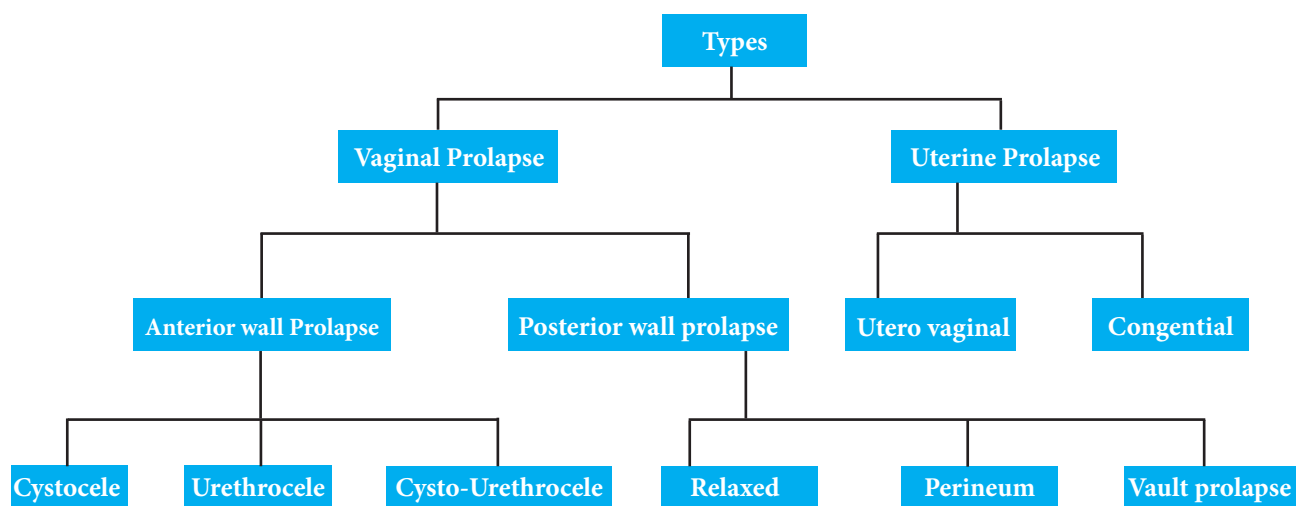 Types
Vaginal Prolapse
Uterine Prolapse
Anterior wall Prolapse
Posterior wall prolapse
Utero vaginal
Congential
Cystocele
Urethrocele
Cysto-Urethrocele
Relaxed
Perineum
Vault prolapse